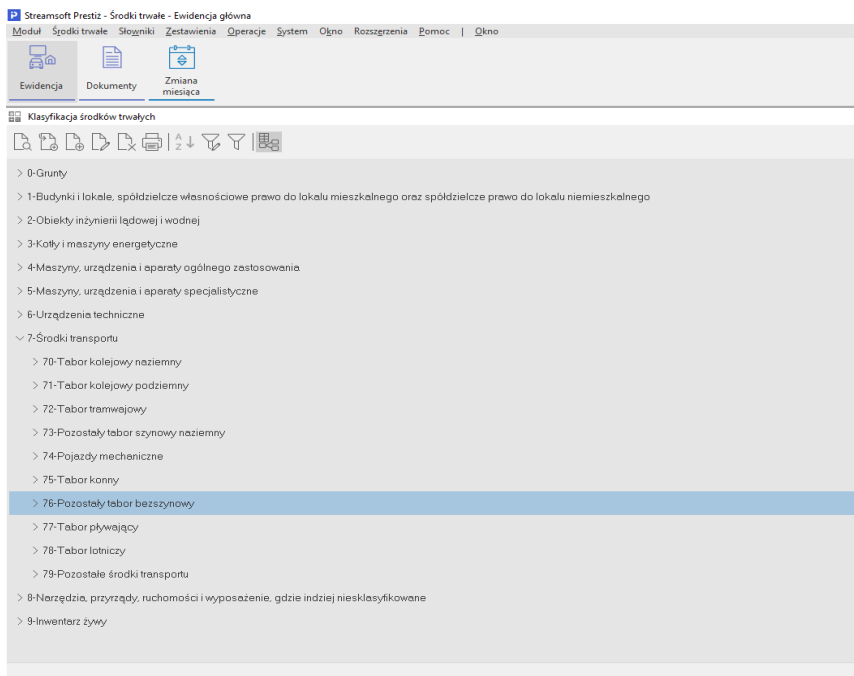 Streamsoft Prestiż - Środki trwałe - Ewidencja główna
Moduł Środki trwałe Słowniki Zestawienia Operacje System Okno Rozszerzenia Pomoc | Okno
Ewidencja Dokumenty Zmiana miesiąca
Klasyfikacja środków trwałych
0-Grunty
1-Budynki i lokale, spółdzielcze własnościowe prawo do lokalu mieszkalnego oraz spółdzielcze prawo do lokalu niemieszkalnego
2-Obiekty inżynierii lądowej i wodnej
3-Kotły i maszyny energetyczne
4-Maszyny, urządzenia i aparaty ogólnego zastosowania
5-Maszyny, urządzenia i aparaty specjalistyczne
6-Urządzenia techniczne
7-Środki transportu
70-Tabor kolejowy naziemny
71-Tabor kolejowy podziemny
72-Tabor tramwajowy
73-Pozostały tabor szynowy naziemny
74-Pojazdy mechaniczne
75-Tabor konny
76-Pozostały tabor bezszynowy
77-Tabor pływający
78-Tabor lotniczy
79-Pozostałe środki transportu
8-Narzędzia, przyrządy, ruchomości i wyposażenie, gdzie indziej niesklasyfikowane
9-Inwentarz żywy